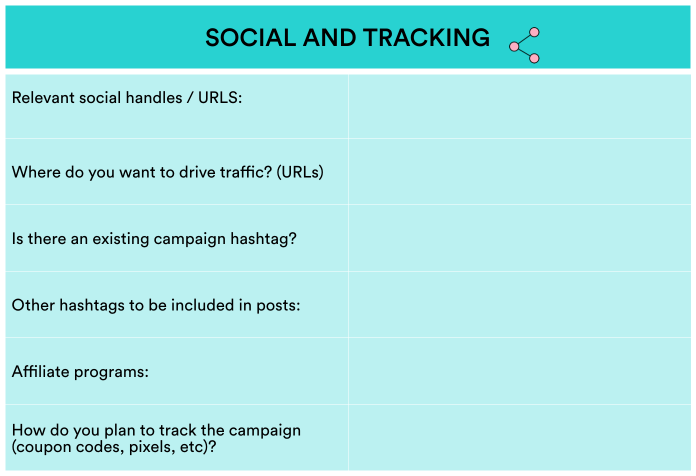 SOCIAL AND TRACKING
Relevant social handles / URLS:
Where do you want to drive traffic? (URLs)
Is there an existing campaign hashtag?
Other hashtags to be included in posts:
Affiliate programs:
How do you plan to track the campaign
(coupon codes, pixels, etc)?